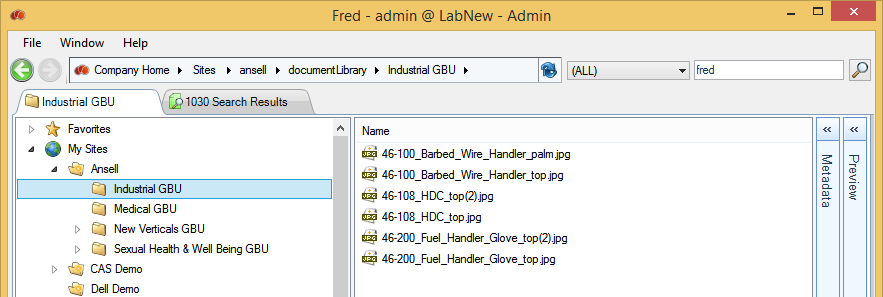 Fred - admin @ LabNew - Admin
File Window Help
Company Home Sites ansell documentLibrary Industrial GBU (ALL) fred
Industrial GBU 1030 Search Results
Favorites
My Sites
Ansell
Industrial GBU
Medical GBU
New Verticals GBU
Sexual Health & Well Being GBU
CAS Demo
Dell Demo
Name
46-100_Barbed_Wire_Handler_palm.jpg
46-100_Barbed_Wire_Handler_top.jpg
46-108_HDC_top(2).jpg
46-108_HDC_top.jpg
46-200_Fuel_Handler_Glove_top(2).jpg
46-200_Fuel_Handler_Glove_top.jpg
Metadata
Preview